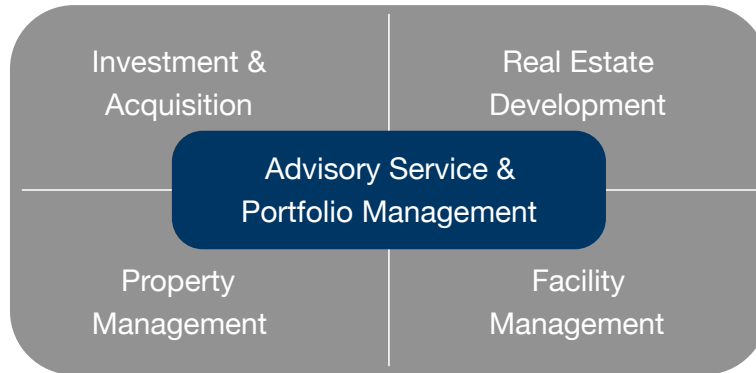 Investment &
Acquisition
Real Estate
Development
Advisory Service &
Portfolio Management
Property
Management
Facility
Management